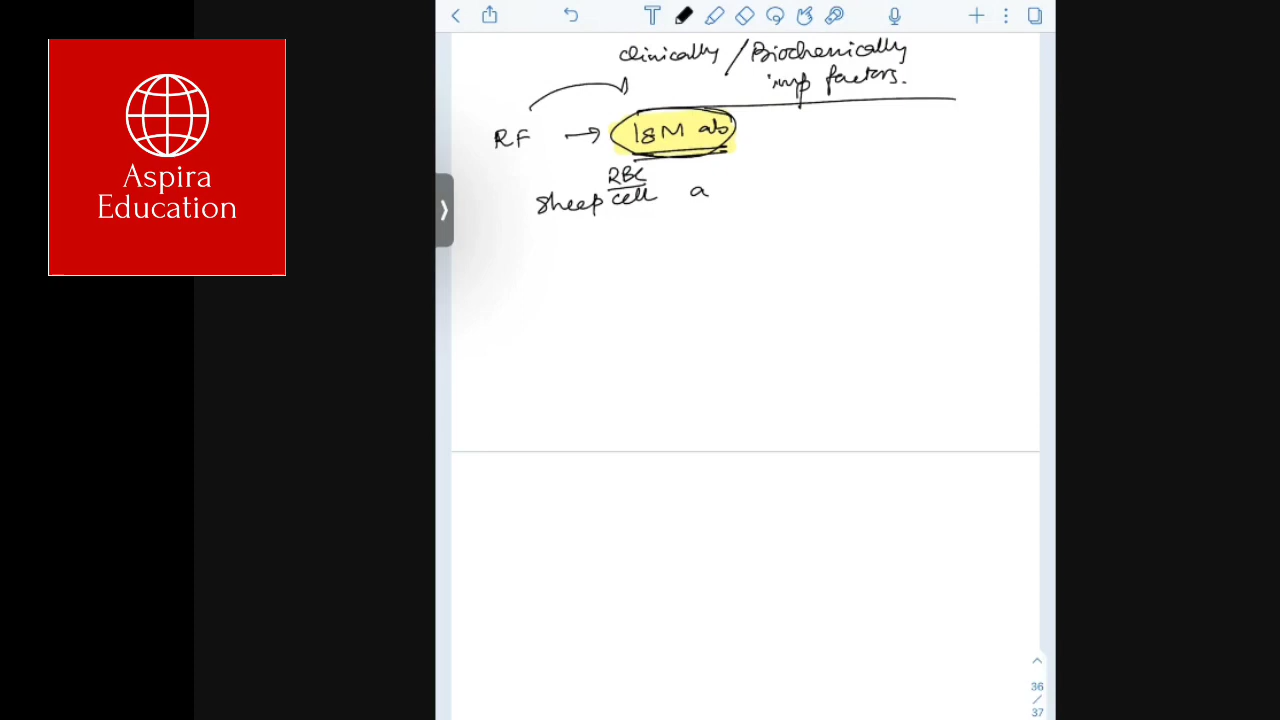 Aspira
Education
clinically / Biochemically
imp factors.
RF → IgM ab
RBC
Sheep cell a
36
/
37